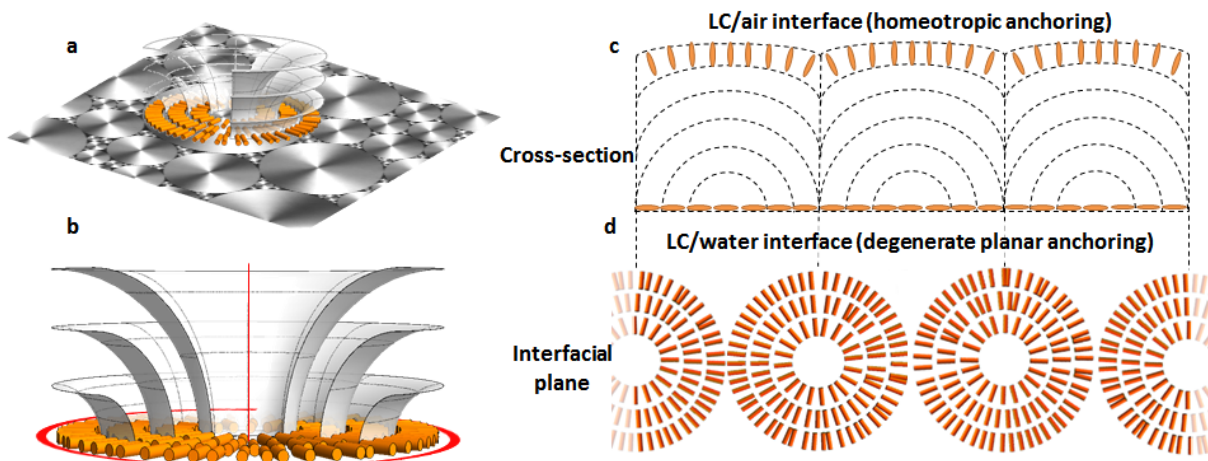 a
b
LC/air interface (homeotropic anchoring)
c
Cross-section
d
LC/water interface (degenerate planar anchoring)
Interfacial
plane